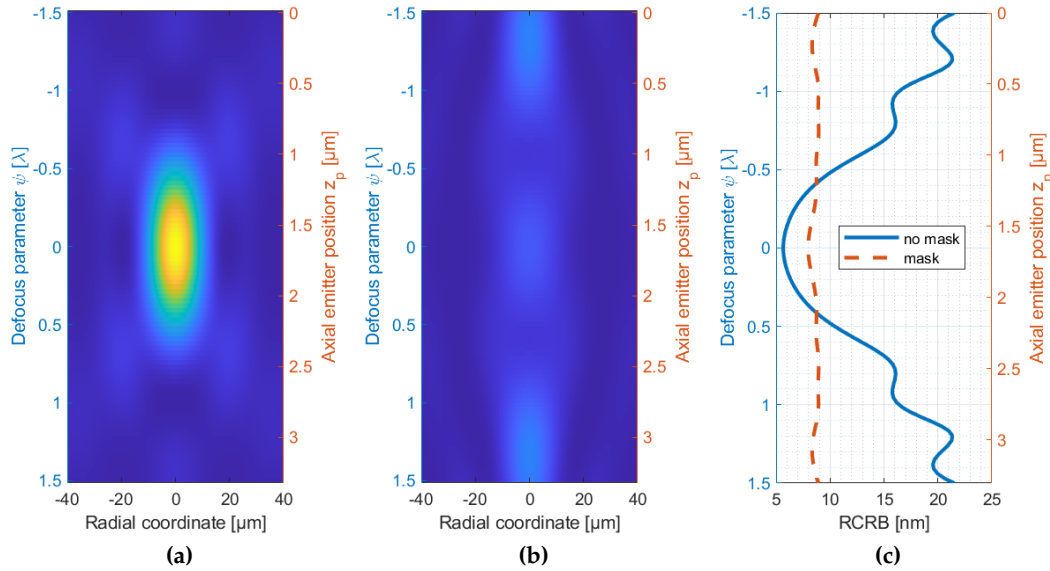 -1.5
-1
-0.5
0
0.5
1
1.5
Defocus parameter ψ [λ]
0
0.5
1
1.5
2
2.5
3
Axial emitter position z_p [µm]
-40 -20 0 20 40
Radial coordinate [µm]
(a)
-1.5
-1
-0.5
0
0.5
1
1.5
Defocus parameter ψ [λ]
0
0.5
1
1.5
2
2.5
3
Axial emitter position z_p [µm]
-40 -20 0 20 40
Radial coordinate [µm]
(b)
-1.5
-1
-0.5
0
0.5
1
1.5
Defocus parameter ψ [λ]
no mask
mask
0
0.5
1
1.5
2
2.5
3
Axial emitter position z_p [µm]
5 10 15 20 25
RCRB [nm]
(c)